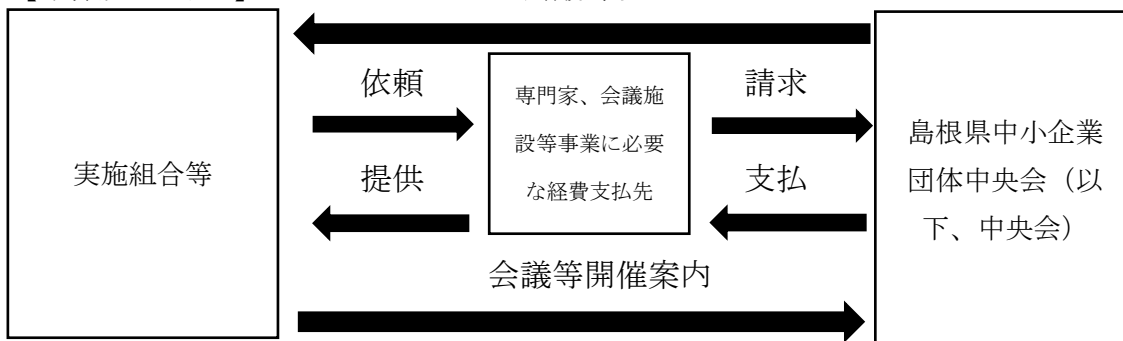 依頼
請求
専門家、会議施
設等事業に必要
な経費支払先
実施組合等
島根県中小企業
団体中央会（以
下、中央会）
提供
支払
会議等開催案内